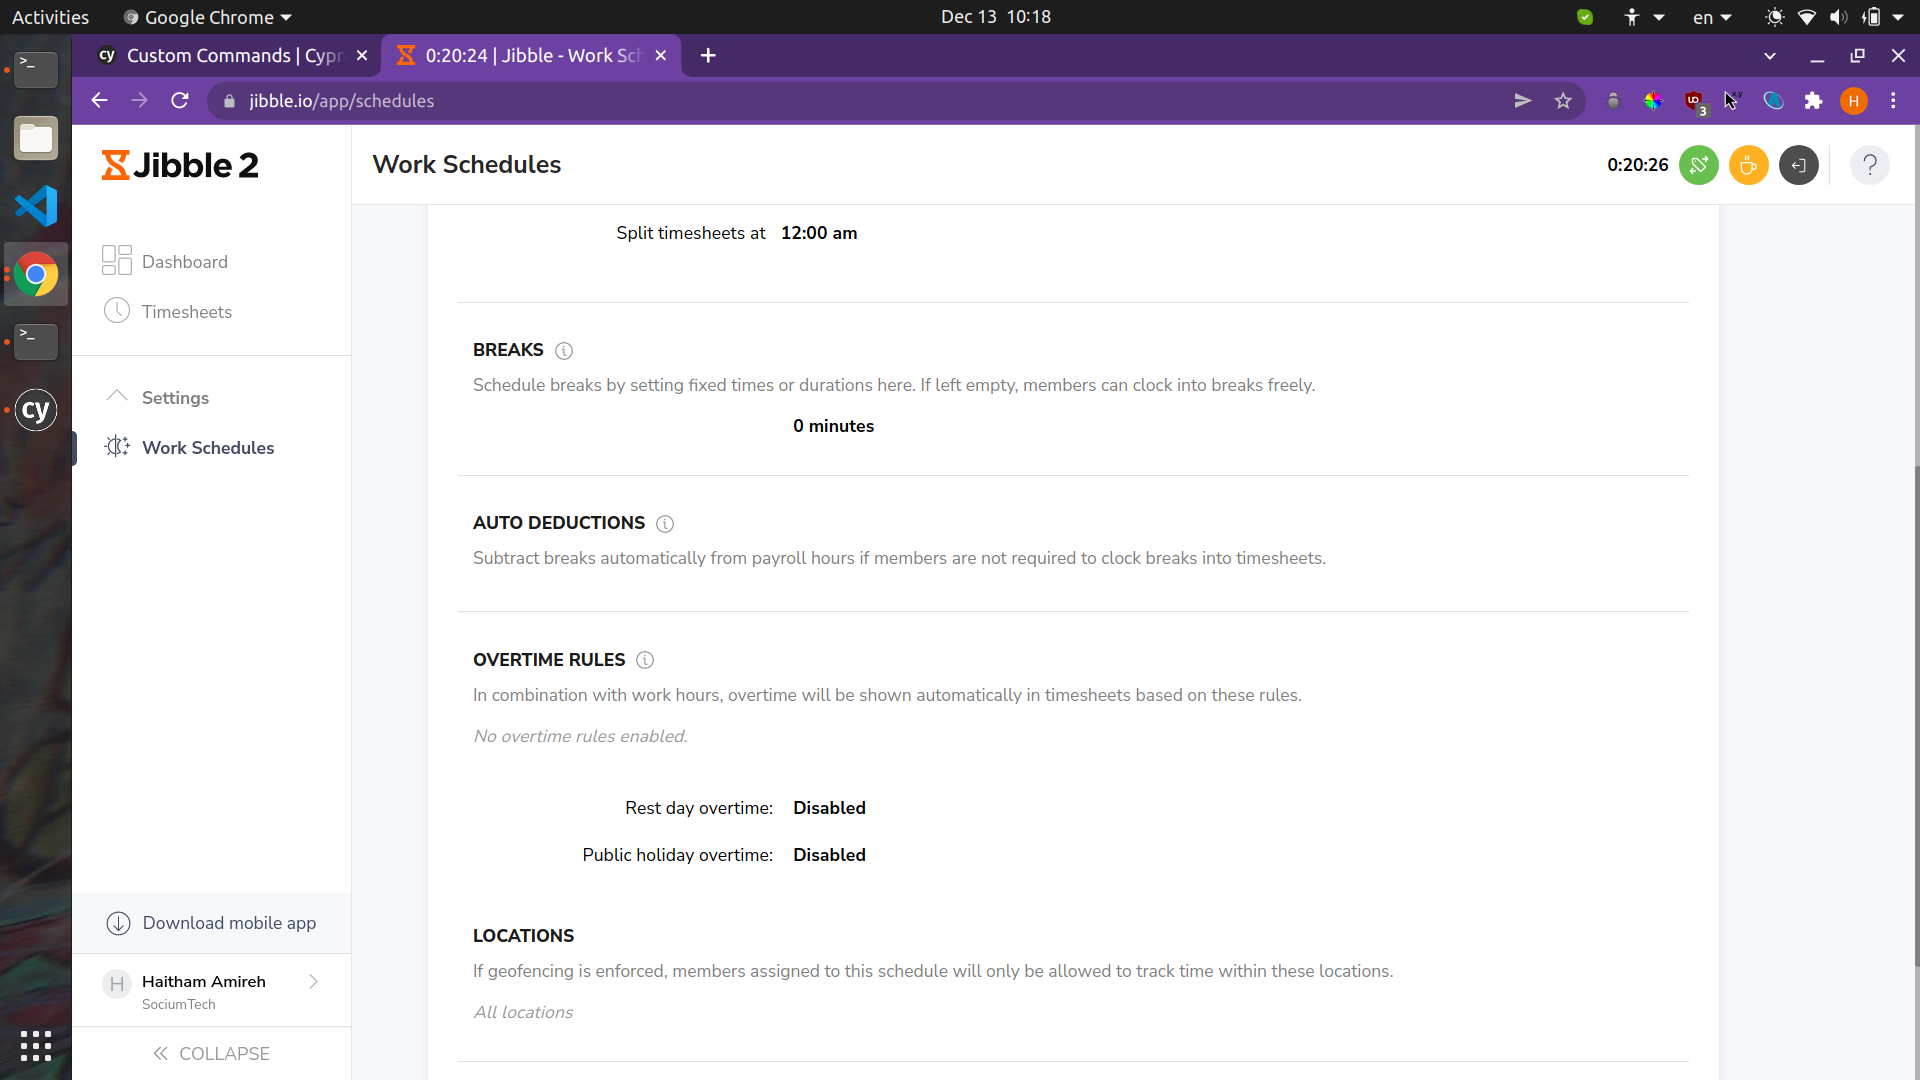 Activities
Google Chrome
Dec 13 10:18
en
cy
Custom Commands | Cypr
0:20:24 | Jibble - Work Sch
jibble.io/app/schedules
3
x,y
H
Jibble 2
Work Schedules
0:20:26
?
Dashboard
Timesheets
Settings
Work Schedules
cy
Split timesheets at 12:00 am
BREAKS
Schedule breaks by setting fixed times or durations here. If left empty, members can clock into breaks freely.
0 minutes
AUTO DEDUCTIONS
Subtract breaks automatically from payroll hours if members are not required to clock breaks into timesheets.
OVERTIME RULES
In combination with work hours, overtime will be shown automatically in timesheets based on these rules.
No overtime rules enabled.
Rest day overtime: Disabled
Public holiday overtime: Disabled
LOCATIONS
If geofencing is enforced, members assigned to this schedule will only be allowed to track time within these locations.
All locations
Download mobile app
H
Haitham Amireh
SociumTech
COLLAPSE